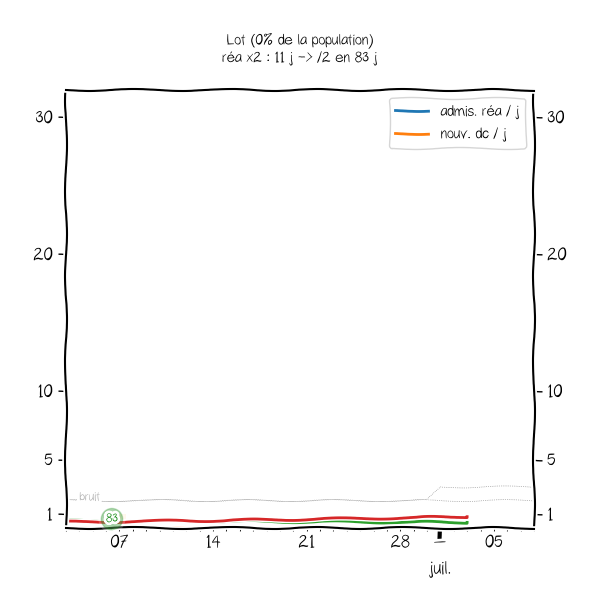 Lot (0% de la population)
réa x2 : 11 j -> /2 en 83 j
admis. réa / j
nouv. dc / j
30
30
20
20
10
10
5
5
bruit
83
1
1
07
14
21
28
1
05
juil.